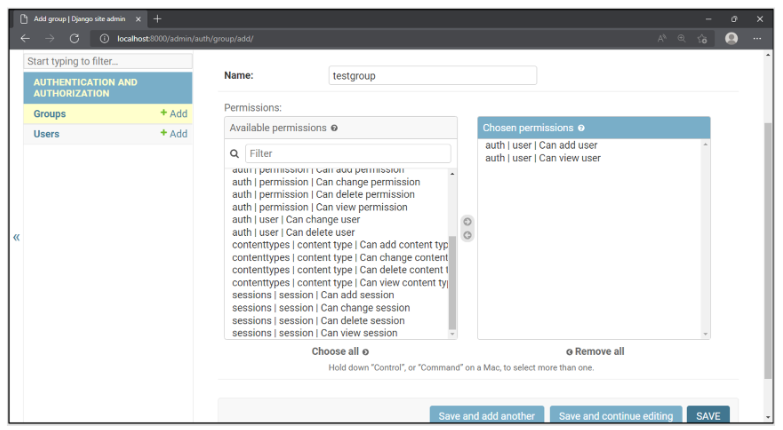 Add group | Django site admin
localhost:8000/admin/auth/group/add/
Start typing to filter...
AUTHENTICATION AND
AUTHORIZATION
Groups
+ Add
Users
+ Add
«
Name:
testgroup
Permissions:
Available permissions
Filter
auth | permission | Can add permission
auth | permission | Can change permission
auth | permission | Can delete permission
auth | permission | Can view permission
auth | user | Can change user
auth | user | Can delete user
contenttypes | content type | Can add content typ
contenttypes | content type | Can change content
contenttypes | content type | Can delete content t
contenttypes | content type | Can view content ty
sessions | session | Can add session
sessions | session | Can change session
sessions | session | Can delete session
sessions | session | Can view session
Choose all
Chosen permissions
auth | user | Can add user
auth | user | Can view user
Remove all
Hold down "Control", or "Command" on a Mac, to select more than one.
Save and add another
Save and continue editing
SAVE